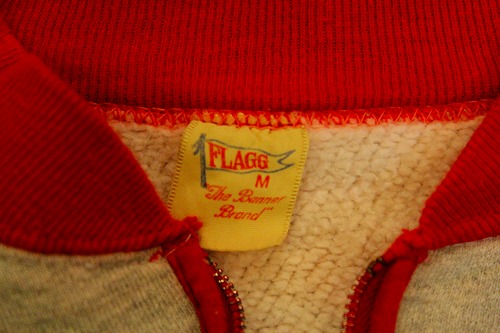 FLAGG
M
"The Banner
Brand"